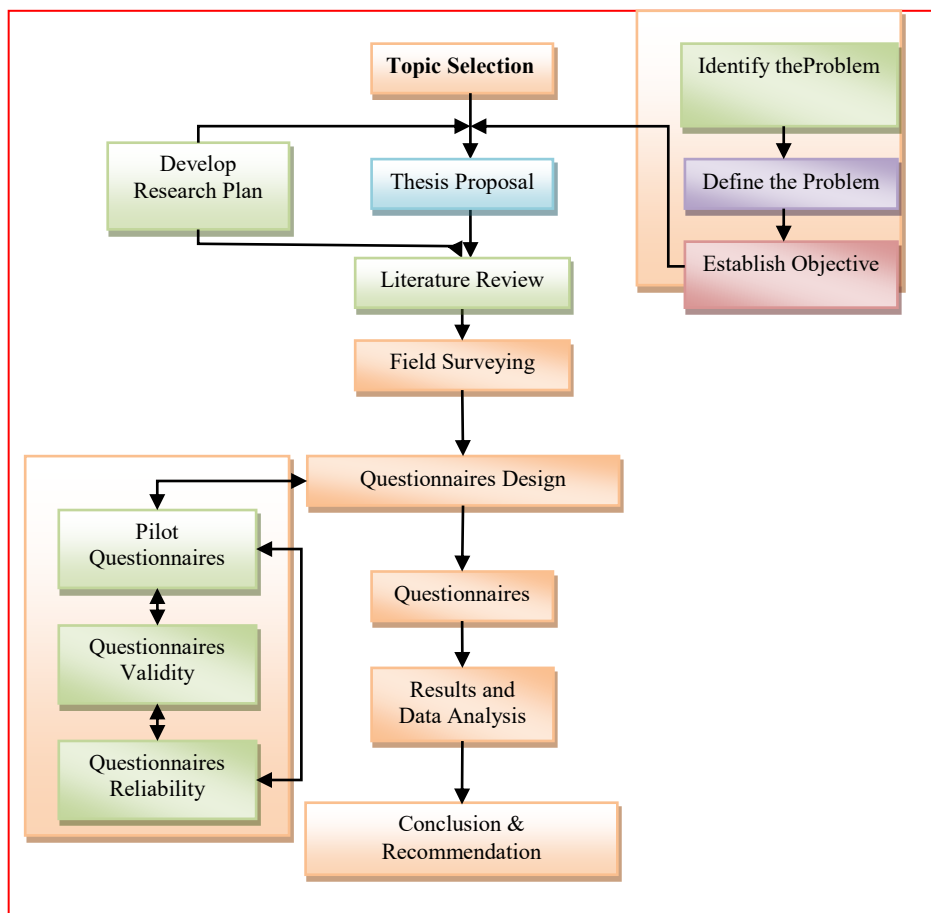 Topic Selection
Identify theProblem
Develop
Research Plan
Thesis Proposal
Define the Problem
Literature Review
Establish Objective
Field Surveying
Questionnaires Design
Pilot
Questionnaires
Questionnaires
Validity
Questionnaires
Reliability
Questionnaires
Results and
Data Analysis
Conclusion &
Recommendation